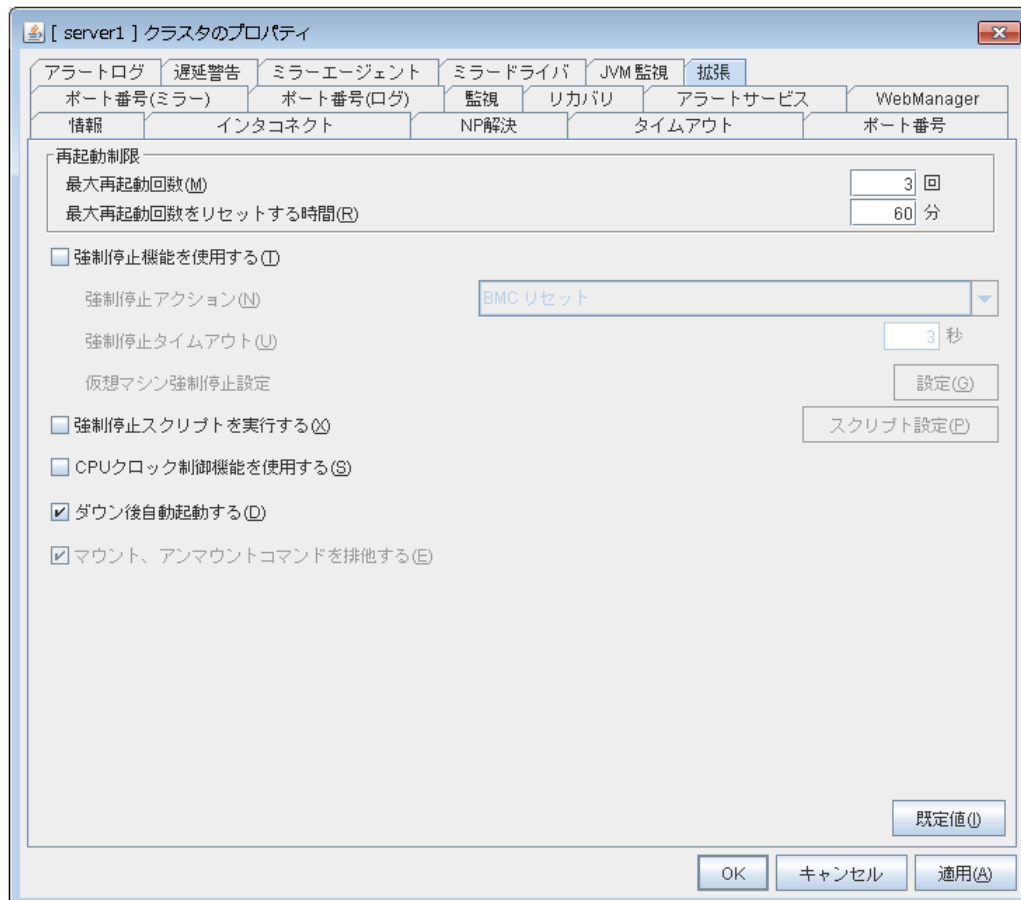 [ server1 ] クラスタのプロパティ
アラートログ 遅延警告 ミラーエージェント ミラードライバ JVM監視 拡張
ポート番号(ミラー) ポート番号(ログ) 監視 リカバリ アラートサービス WebManager
情報 インタコネクト NP解決 タイムアウト ポート番号
再起動制限
最大再起動回数(M) 3 回
最大再起動回数をリセットする時間(R) 60 分
強制停止機能を使用する(T)
強制停止アクション(N) BMC リセット
強制停止タイムアウト(U) 3 秒
仮想マシン強制停止設定 設定(G)
強制停止スクリプトを実行する(X) スクリプト設定(P)
CPUクロック制御機能を使用する(S)
ダウン後自動起動する(D)
マウント、アンマウントコマンドを排他する(E)
既定値(I)
OK キャンセル 適用(A)